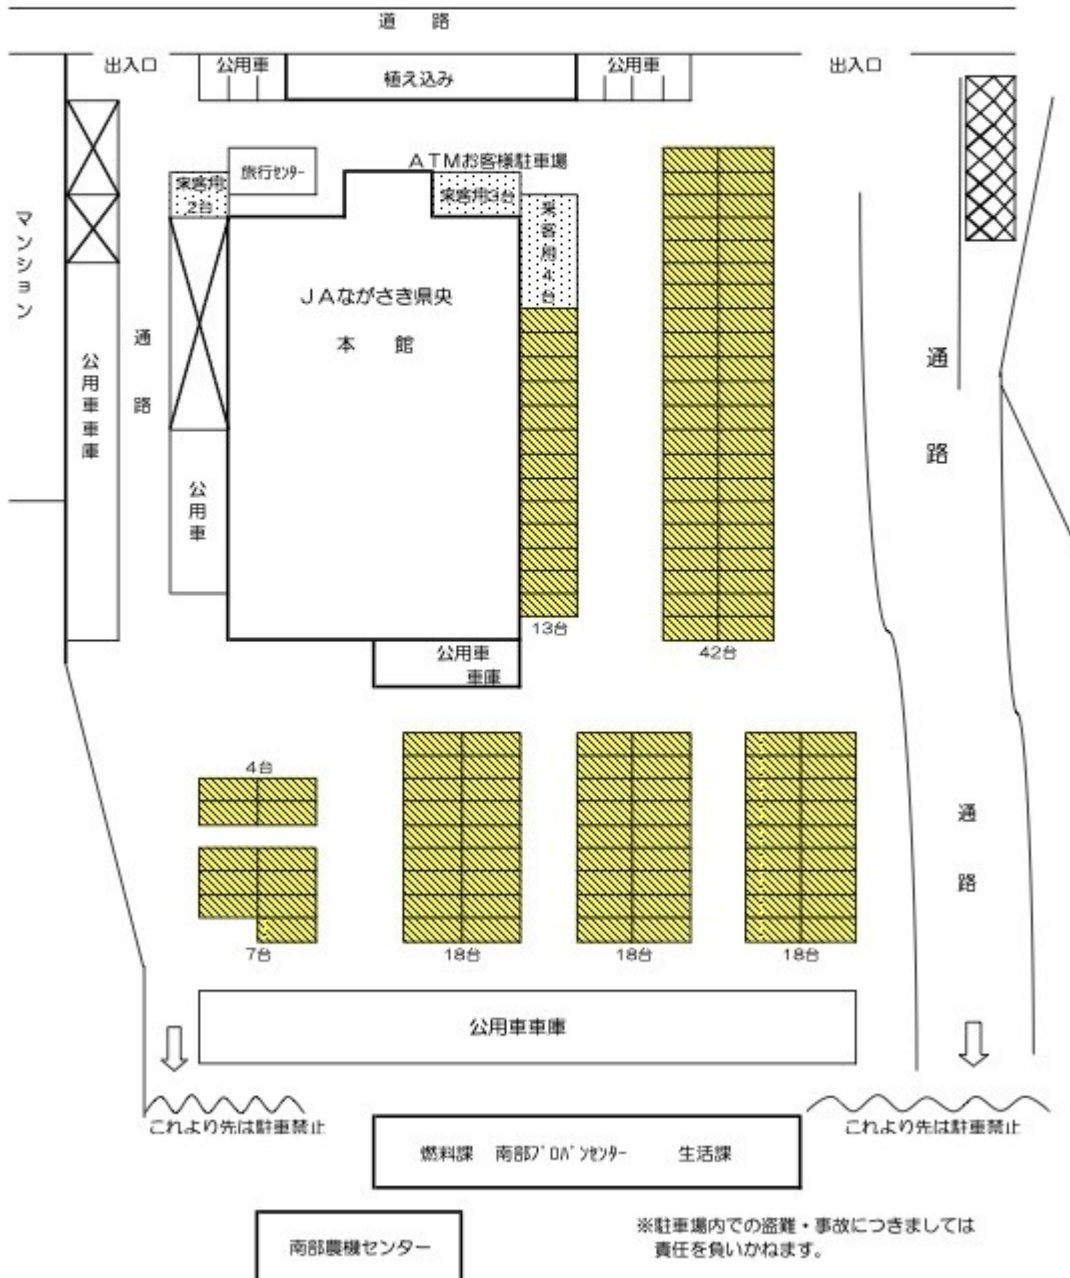 道　路
出入口
公用車
植え込み
公用車
出入口
旅行ｾﾝﾀｰ
ＡＴＭお客様駐車場
来客用
2台
来客用3台
来客用4台
マンション
ＪＡながさき県央
本　館
通　路
通　路
公用車車庫
公用車
13台
42台
公用車
車庫
4台
通　路
7台
18台
18台
18台
公用車車庫
これより先は駐車禁止
これより先は駐車禁止
燃料課　南部ﾌﾟﾛﾊﾟﾝｾﾝﾀｰ　生活課
南部農機センター
※駐車場内での盗難・事故につきましては
責任を負いかねます。